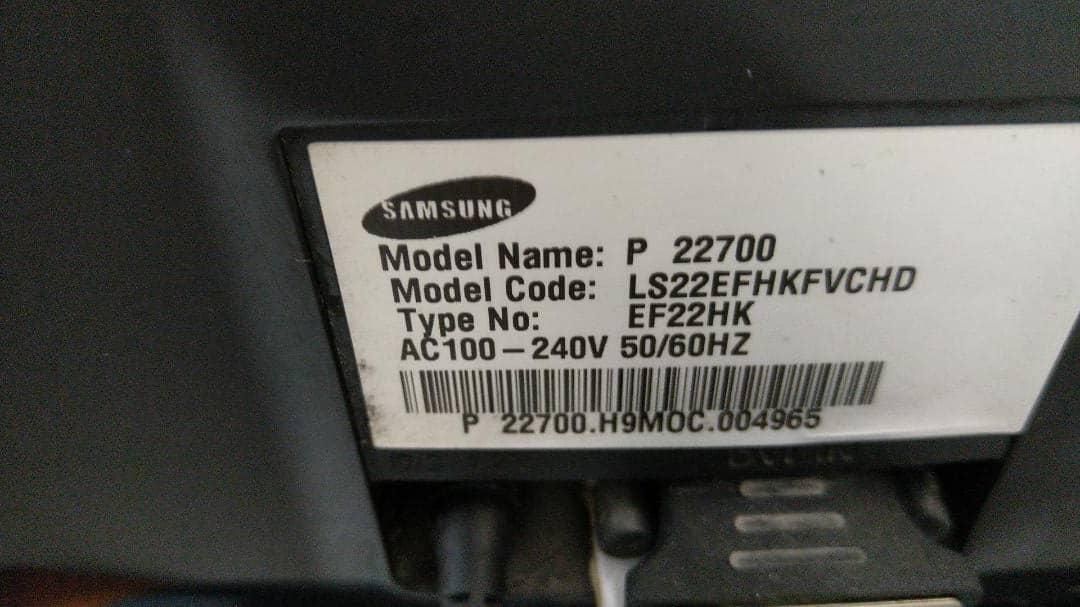 SAMSUNG
Model Name: P 22700
Model Code: LS22EFHKFVCHD
Type No: EF22HK
AC100-240V 50/60HZ
P 22700.H9MOC.004965